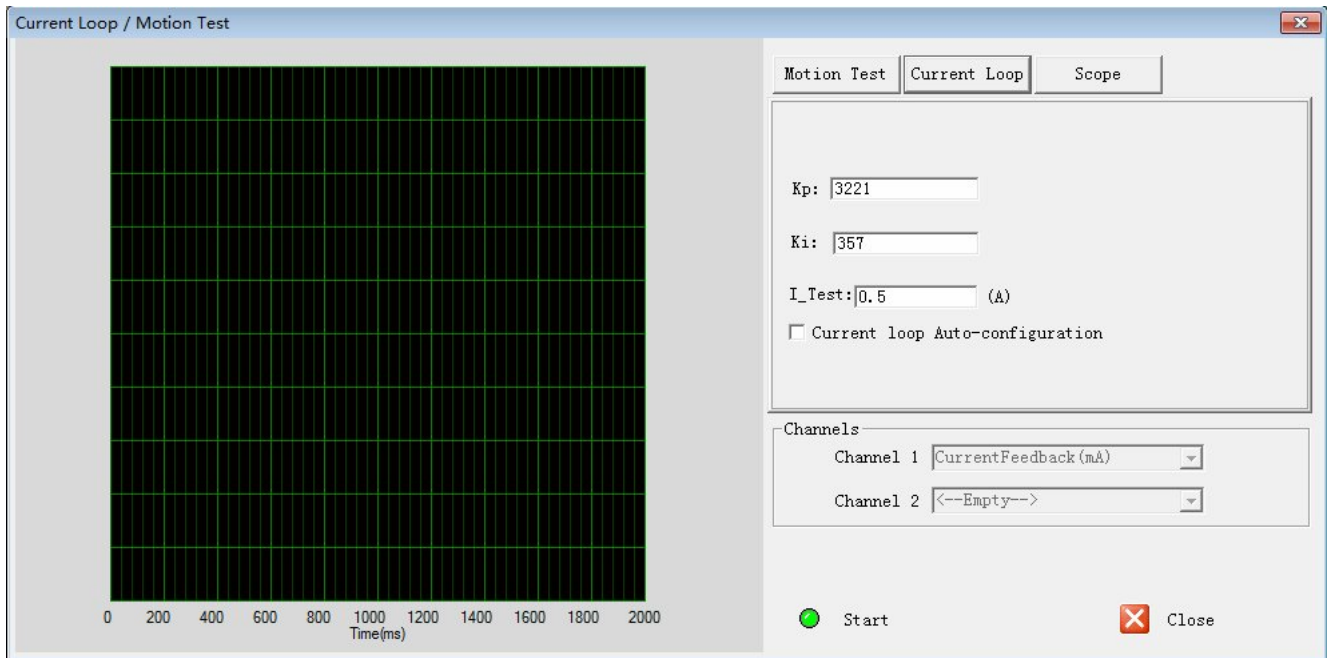 Current Loop / Motion Test
Motion Test Current Loop Scope
Kp: 3221
Ki: 357
I_Test: 0.5 (A)
Current loop Auto-configuration
Channels
Channel 1 CurrentFeedback(mA)
Channel 2 <--Empty-->
0 200 400 600 800 1000 1200 1400 1600 1800 2000
Time(ms)
Start Close